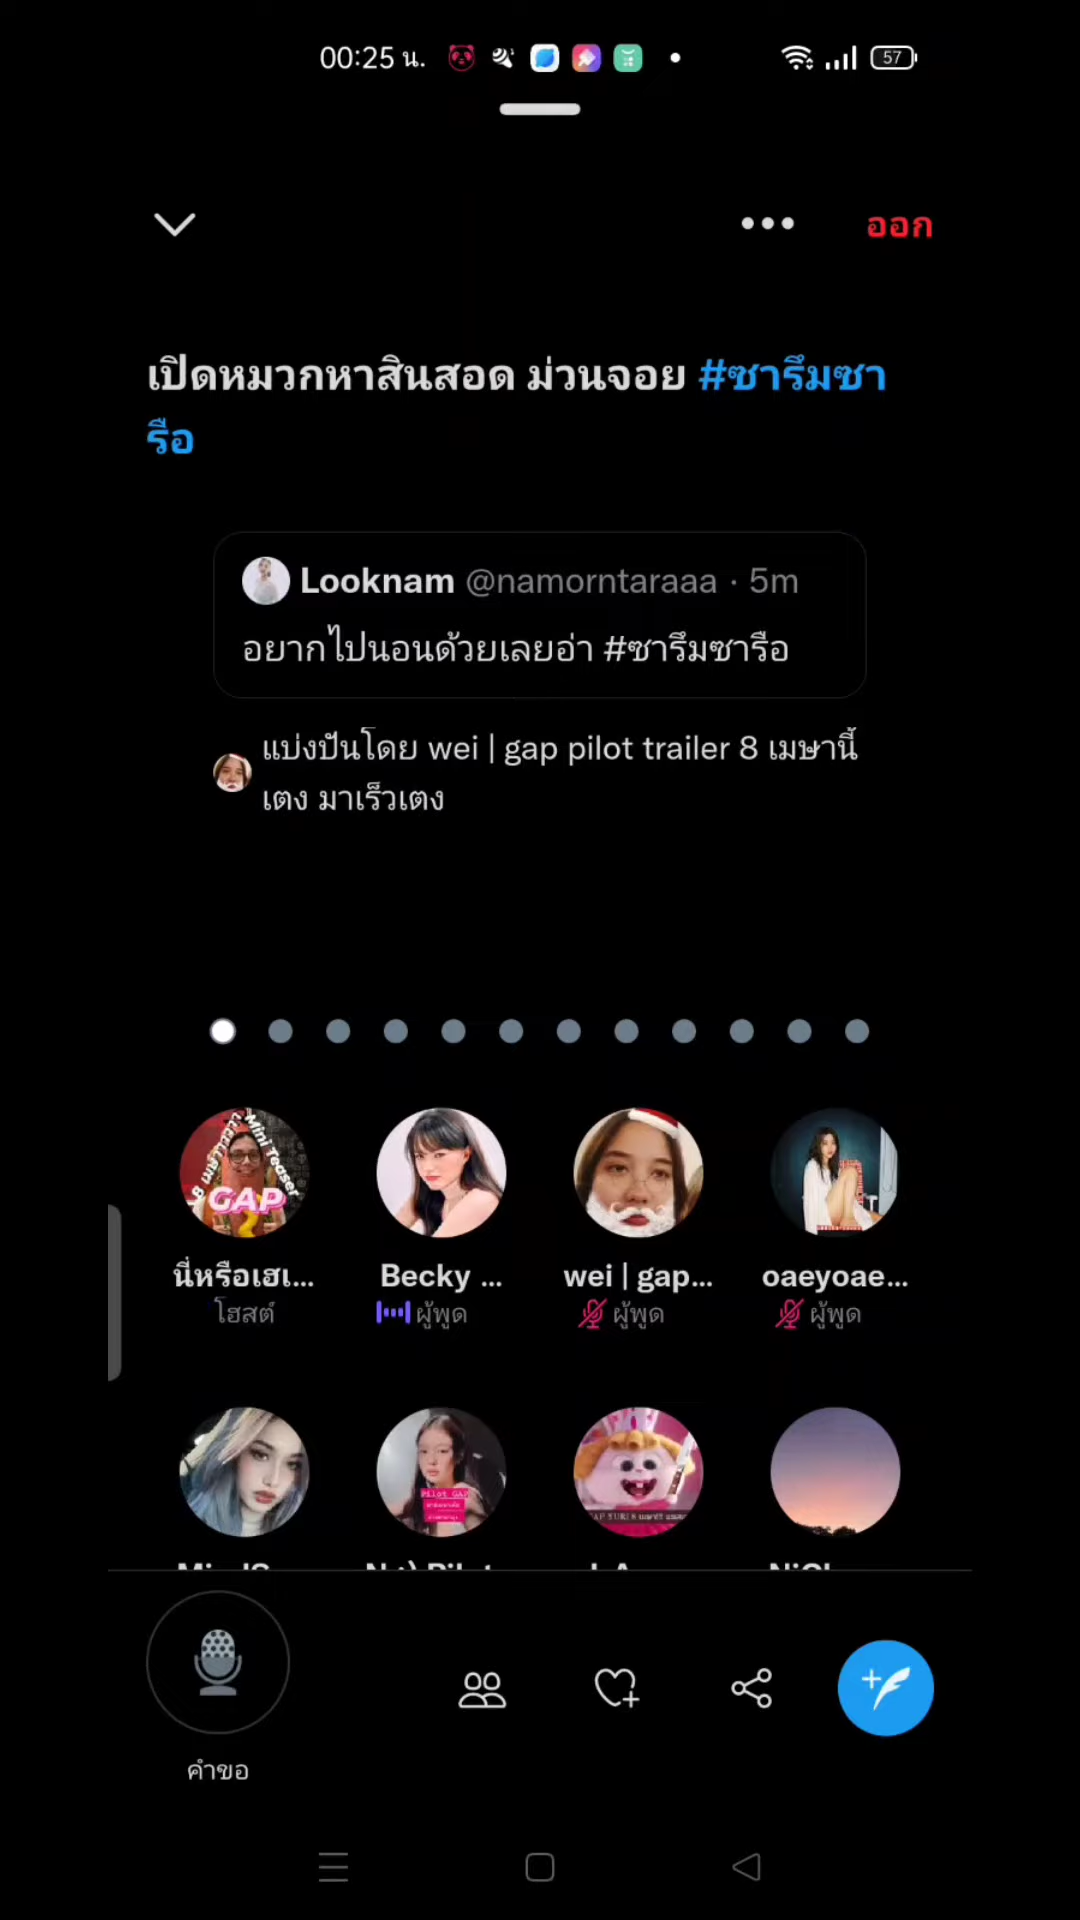 00:25 น.
57
ออก
เปิดหมวกหาสินสอด ม่วนจอย #ซารึมซา
รือ
Looknam @namorntaraaa · 5m
อยากไปนอนด้วยเลยอ่า #ซารึมซารือ
แบ่งปันโดย wei | gap pilot trailer 8 เมษานี้
เตง มาเร็วเตง
Mini Teaser
GAP
นี่หรือเฮเ... Becky ... wei | gap... oaeyoae...
โฮสต์ ผู้พูด ผู้พูด ผู้พูด
Pilot GAP
คำขอ